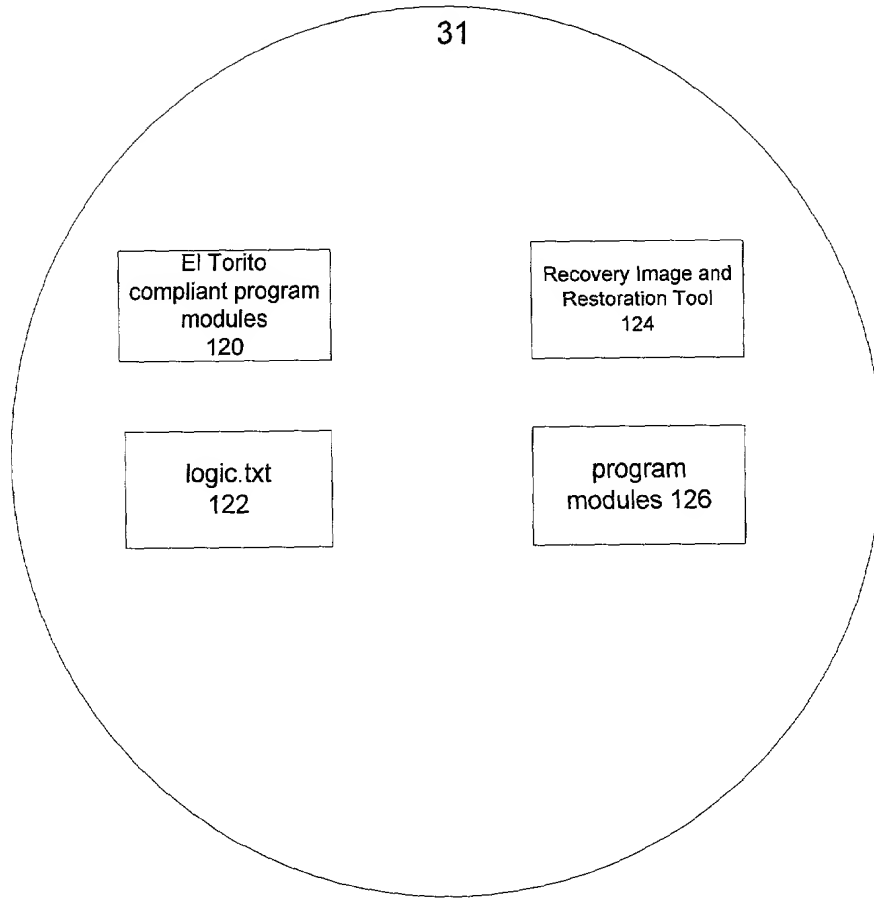 31
El Torito
compliant program
modules
120
Recovery Image and
Restoration Tool
124
logic.txt
122
program
modules 126